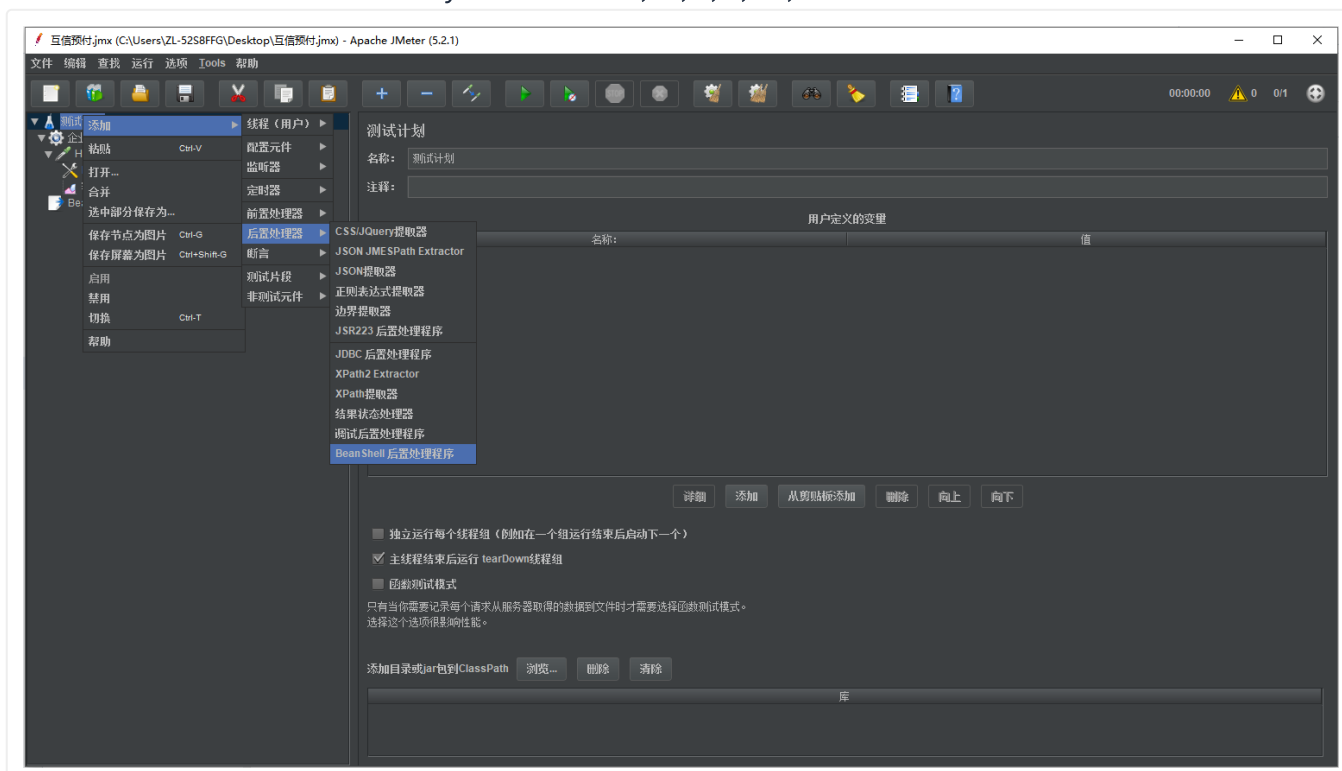 互信预付.jmx (C:\Users\ZL-52S8FFG\Desktop\互信预付.jmx) - Apache JMeter (5.2.1)
文件 编辑 查找 运行 选项 Tools 帮助
00:00:00 0 0/1
测试
添加
粘贴 Ctrl-V
打开...
合并
选中部分保存为...
保存节点为图片 Ctrl-G
保存屏幕为图片 Ctrl+Shift-G
启用
禁用
切换 Ctrl-T
帮助
企业
H
Be
线程（用户）
配置元件
监听器
定时器
前置处理器
后置处理器
断言
测试片段
非测试元件
CSS/JQuery提取器
JSON JMESPath Extractor
JSON提取器
正则表达式提取器
边界提取器
JSR223 后置处理程序
JDBC 后置处理程序
XPath2 Extractor
XPath提取器
结果状态处理器
调试后置处理程序
BeanShell 后置处理程序
测试计划
名称： 测试计划
注释：
用户定义的变量
名称： 值
详细 添加 从剪贴板添加 删除 向上 向下
独立运行每个线程组（例如在一个组运行结束后启动下一个）
主线程结束后运行 tearDown线程组
函数测试模式
只有当你需要记录每个请求从服务器取得的数据到文件时才需要选择函数测试模式。
选择这个选项很影响性能。
添加目录或jar包到ClassPath 浏览... 删除 清除
库